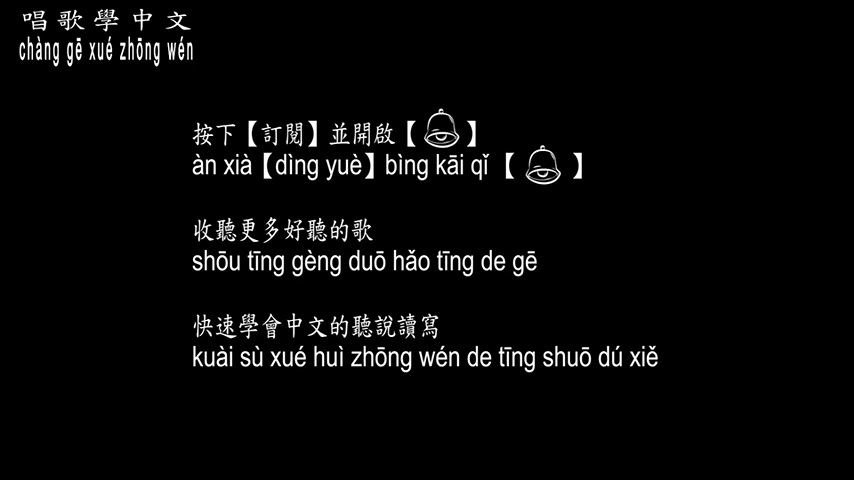 唱歌學中文
chàng gē xué zhōng wén
按下【訂閱】並開啟【】
àn xià【dìng yuè】bìng kāi qǐ 【】
收聽更多好聽的歌
shōu tīng gèng duō hǎo tīng de gē
快速學會中文的聽說讀寫
kuài sù xué huì zhōng wén de tīng shuō dú xiě